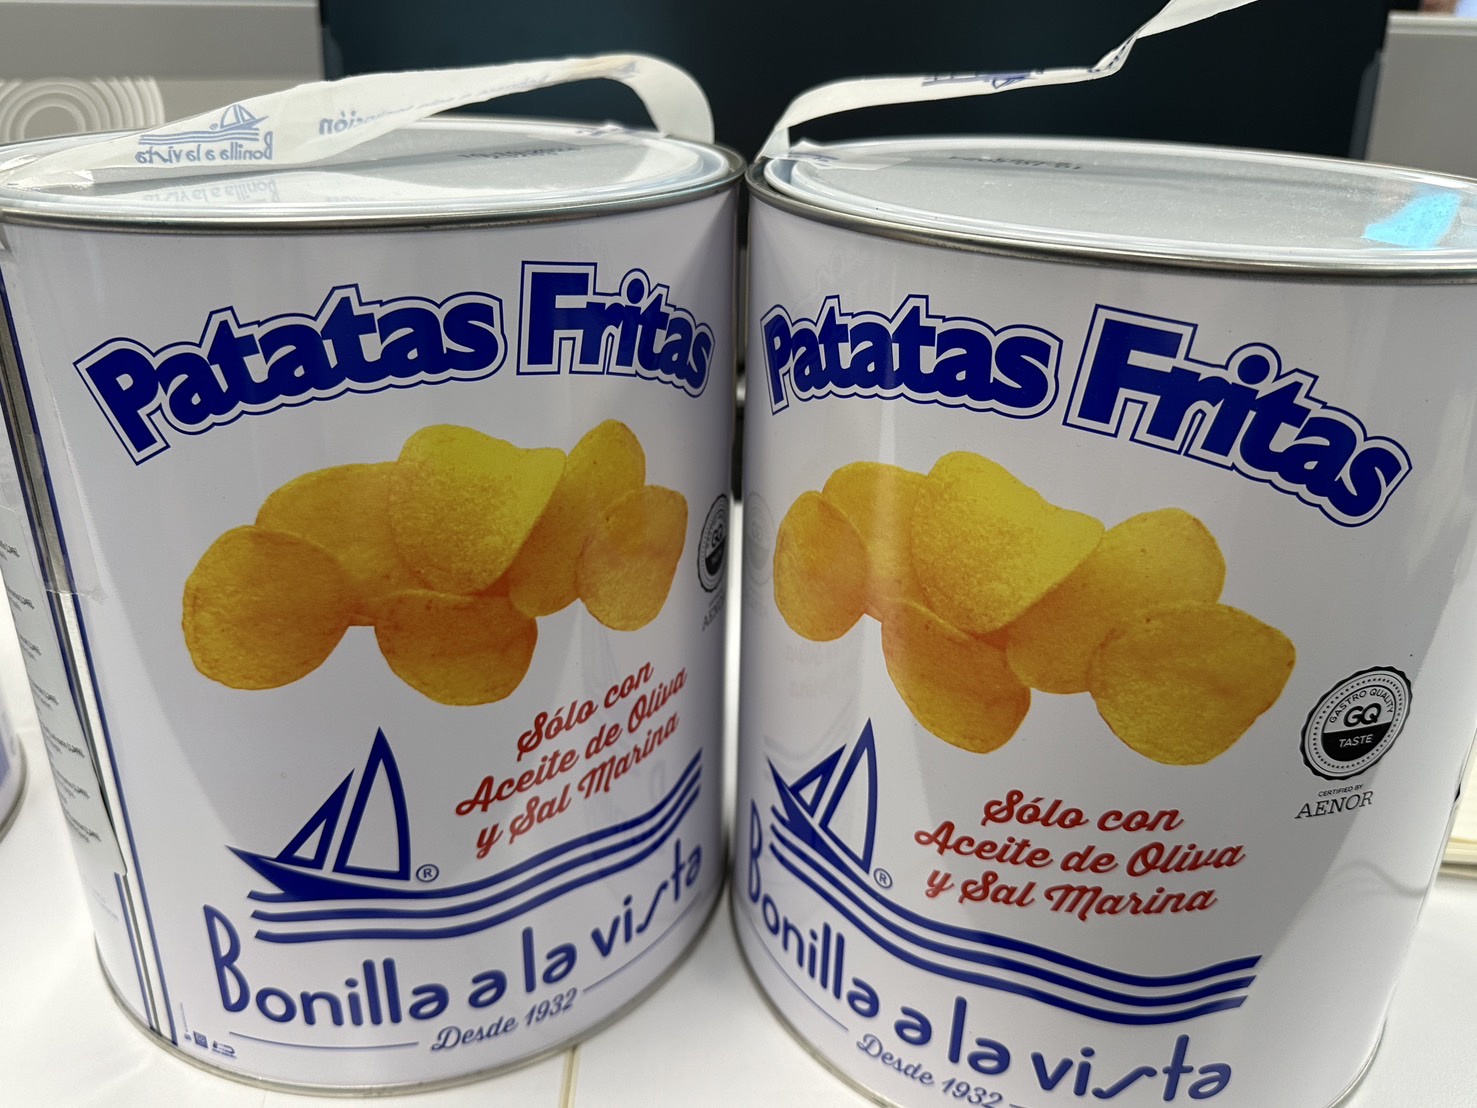 Bonilla a la vista
Patatas Fritas
Sólo con
Aceite de Oliva
y Sal Marina
®
Bonilla a la vista
Desde 1932
GQ
AENOR
Patatas Fritas
GASTRO QUALITY
GQ
TASTE
CERTIFIED BY
AENOR
Sólo con
Aceite de Oliva
y Sal Marina
®
Bonilla a la vista
Desde 1932